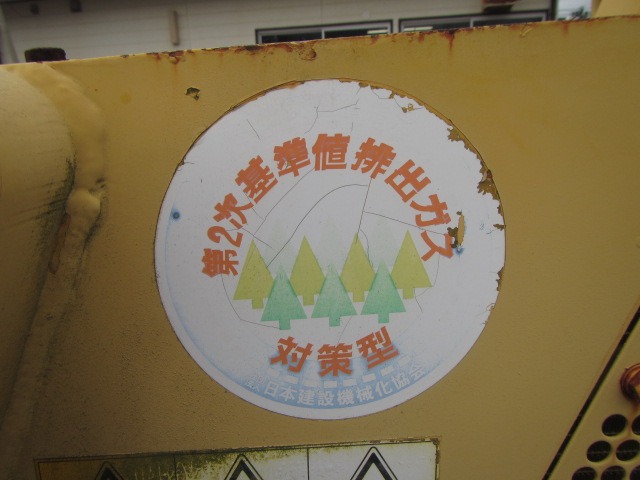 第2次基準値排出ガス
対策型
(社)日本建設機械化協会